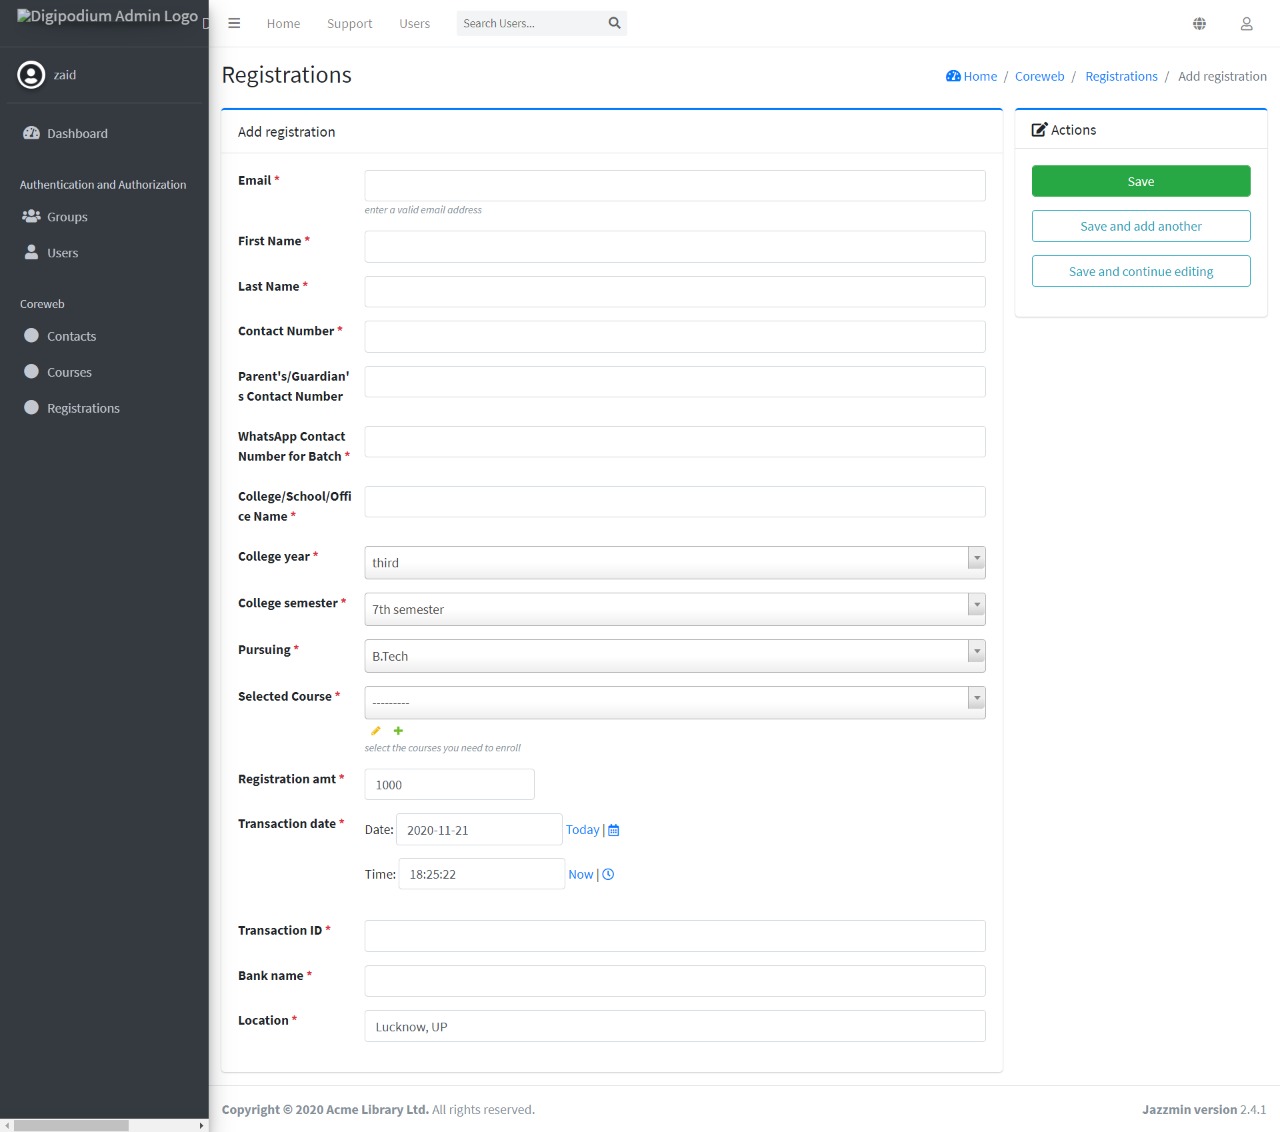 Digipodium Admin Logo
Home
Support
Users
Search Users...
zaid
Dashboard
Authentication and Authorization
Groups
Users
Coreweb
Contacts
Courses
Registrations
Registrations
Home / Coreweb / Registrations / Add registration
Add registration
Email *
enter a valid email address
First Name *
Last Name *
Contact Number *
Parent's/Guardian'
s Contact Number
WhatsApp Contact
Number for Batch *
College/School/Offi
ce Name *
College year *
third
College semester *
7th semester
Pursuing *
B.Tech
Selected Course *
---------
select the courses you need to enroll
Registration amt *
1000
Transaction date *
Date: 2020-11-21 Today |
Time: 18:25:22 Now |
Transaction ID *
Bank name *
Location *
Lucknow, UP
Actions
Save
Save and add another
Save and continue editing
Copyright © 2020 Acme Library Ltd. All rights reserved.
Jazzmin version 2.4.1